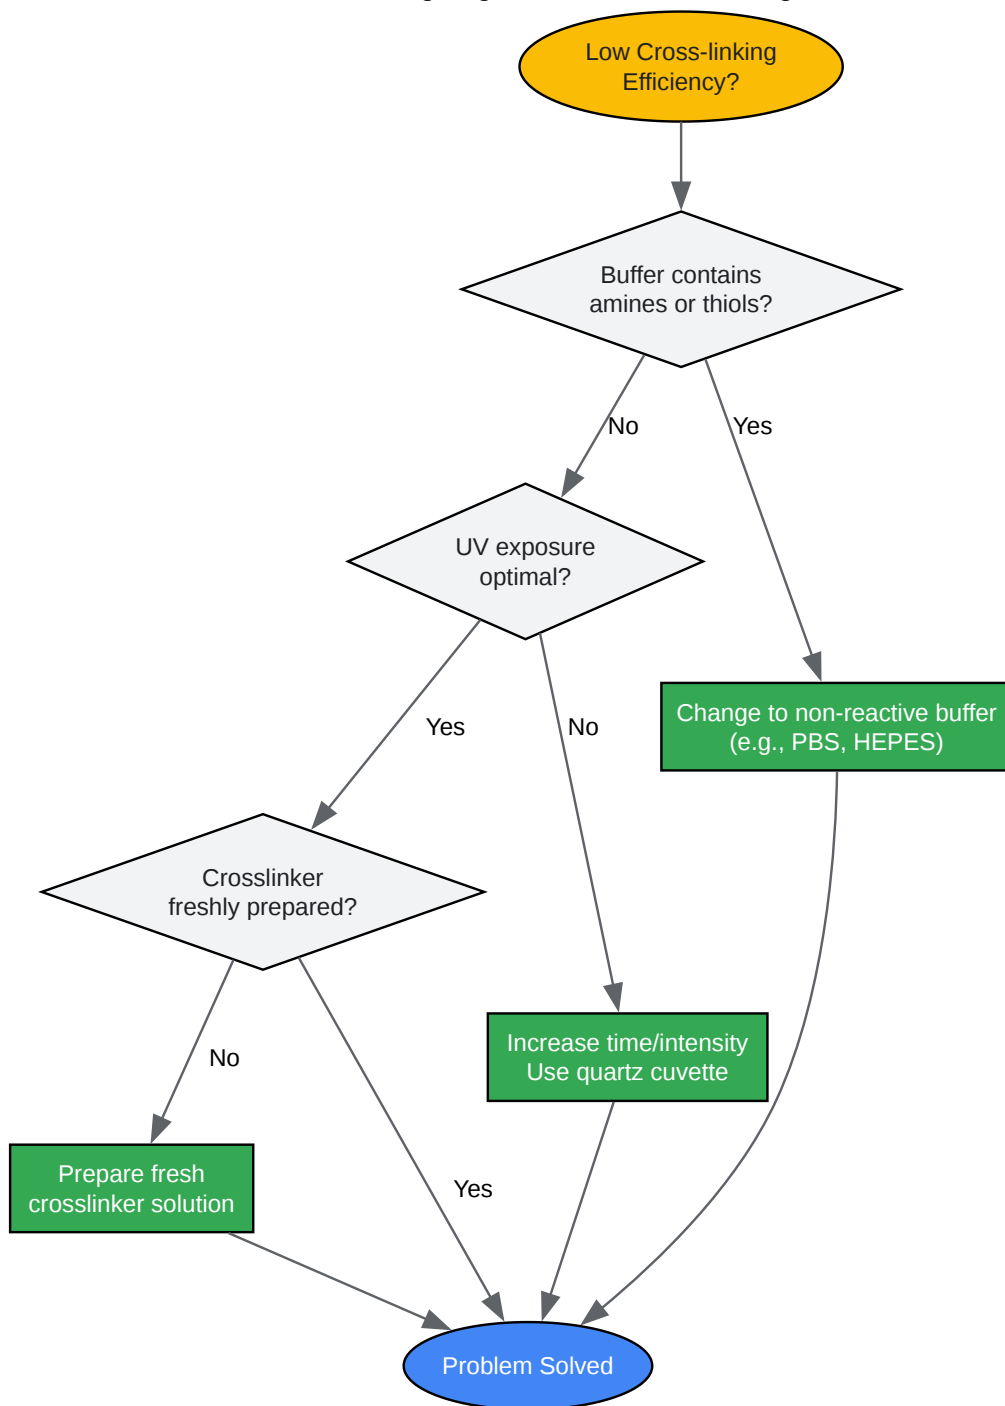 Low Cross-linking
Efficiency?
Buffer contains
amines or thiols?
No
Yes
UV exposure
optimal?
Yes
No
Change to non-reactive buffer
(e.g., PBS, HEPES)
Crosslinker
freshly prepared?
No
Yes
Increase time/intensity
Use quartz cuvette
Prepare fresh
crosslinker solution
Problem Solved